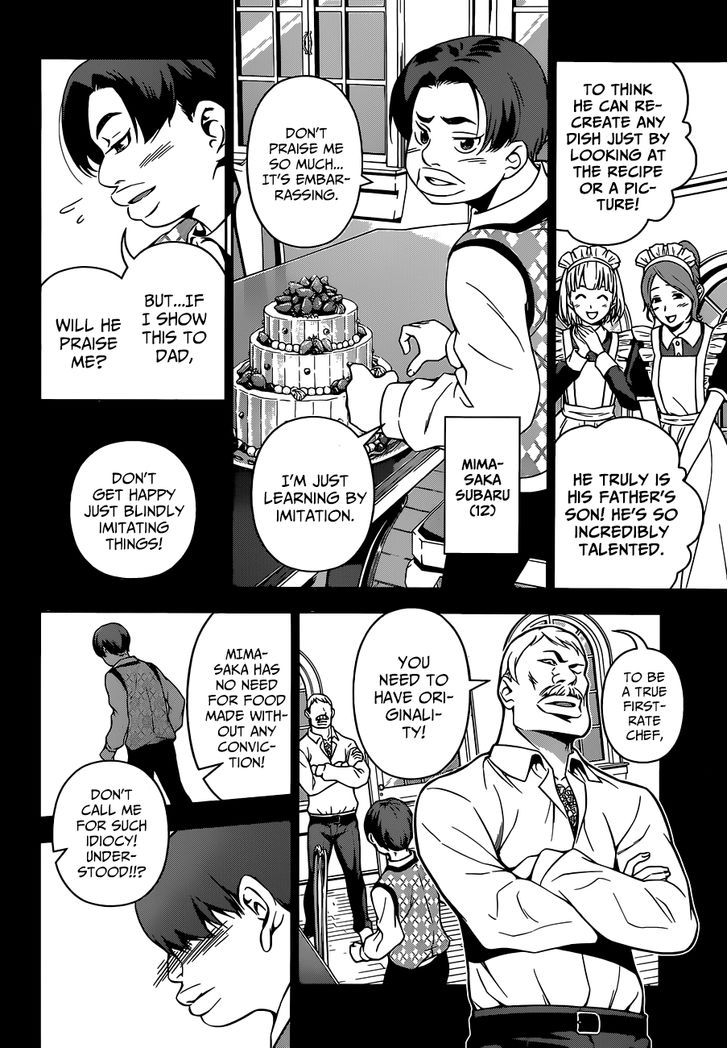 TO THINK
HE CAN RE-
CREATE ANY
DISH JUST BY
LOOKING AT
THE RECIPE
OR A PIC-
TURE!
HE TRULY IS
HIS FATHER'S
SON! HE'S SO
INCREDIBLY
TALENTED.
DON'T
PRAISE ME
SO MUCH...
IT'S EMBAR-
RASSING.
I'M JUST
LEARNING BY
IMITATION.
MIMA-
SAKA
SUBARU
(12)
BUT...IF
I SHOW
THIS TO
DAD,
WILL HE
PRAISE
ME?
DON'T
GET HAPPY
JUST BLINDLY
IMITATING
THINGS!
TO BE
A TRUE
FIRST-
RATE
CHEF,
YOU
NEED TO
HAVE ORI-
GINALI-
TY!
MIMA-
SAKA HAS
NO NEED
FOR FOOD
MADE WITH-
OUT ANY
CONVIC-
TION!
DON'T
CALL ME
FOR SUCH
IDIOCY!
UNDER-
STOOD!!?